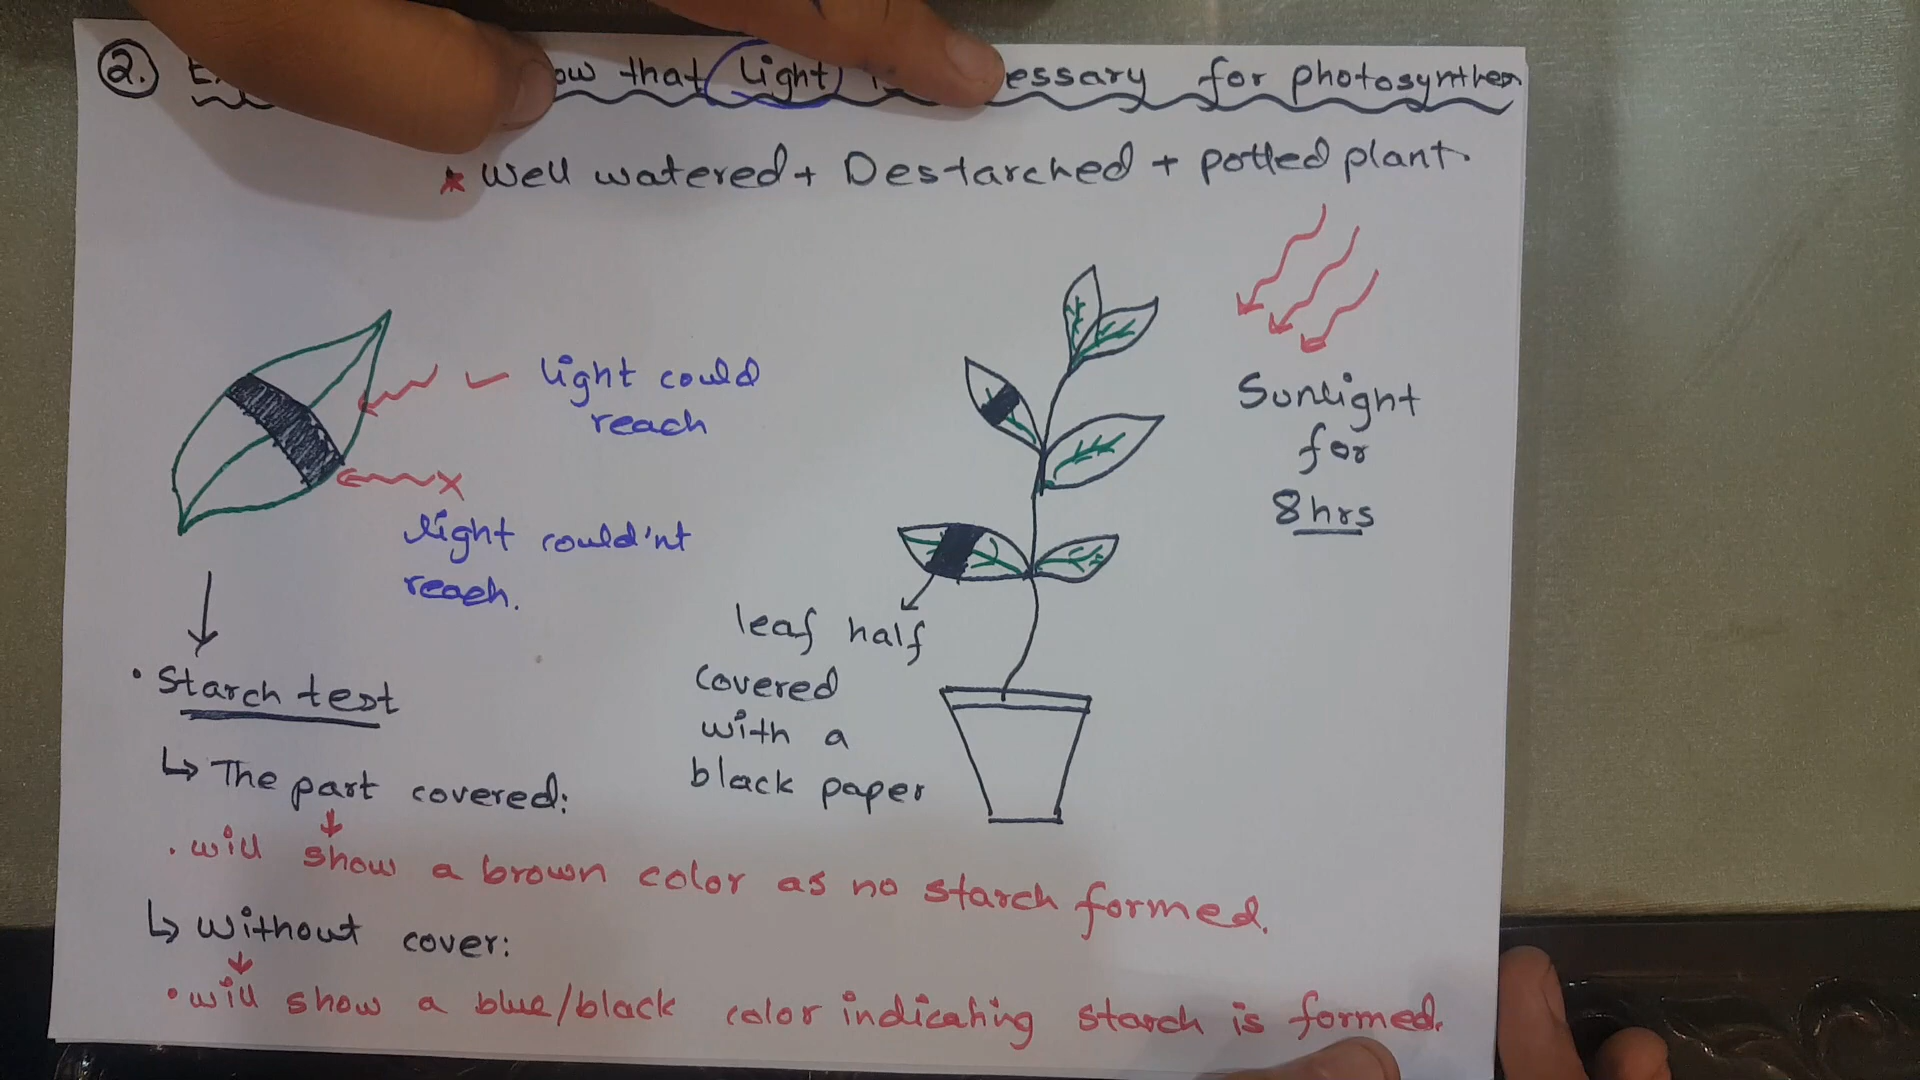 2. ow that light essary for photosynthes
* Well watered + Destarched + potted plant.
light could
reach
light could'nt
reach.
Sunlight
for
8 hrs
leaf half
covered
with a
black paper
• Starch test
↳ The part covered:
. will show a brown color as no starch formed.
↳ without cover:
• will show a blue/black color indicating starch is formed.